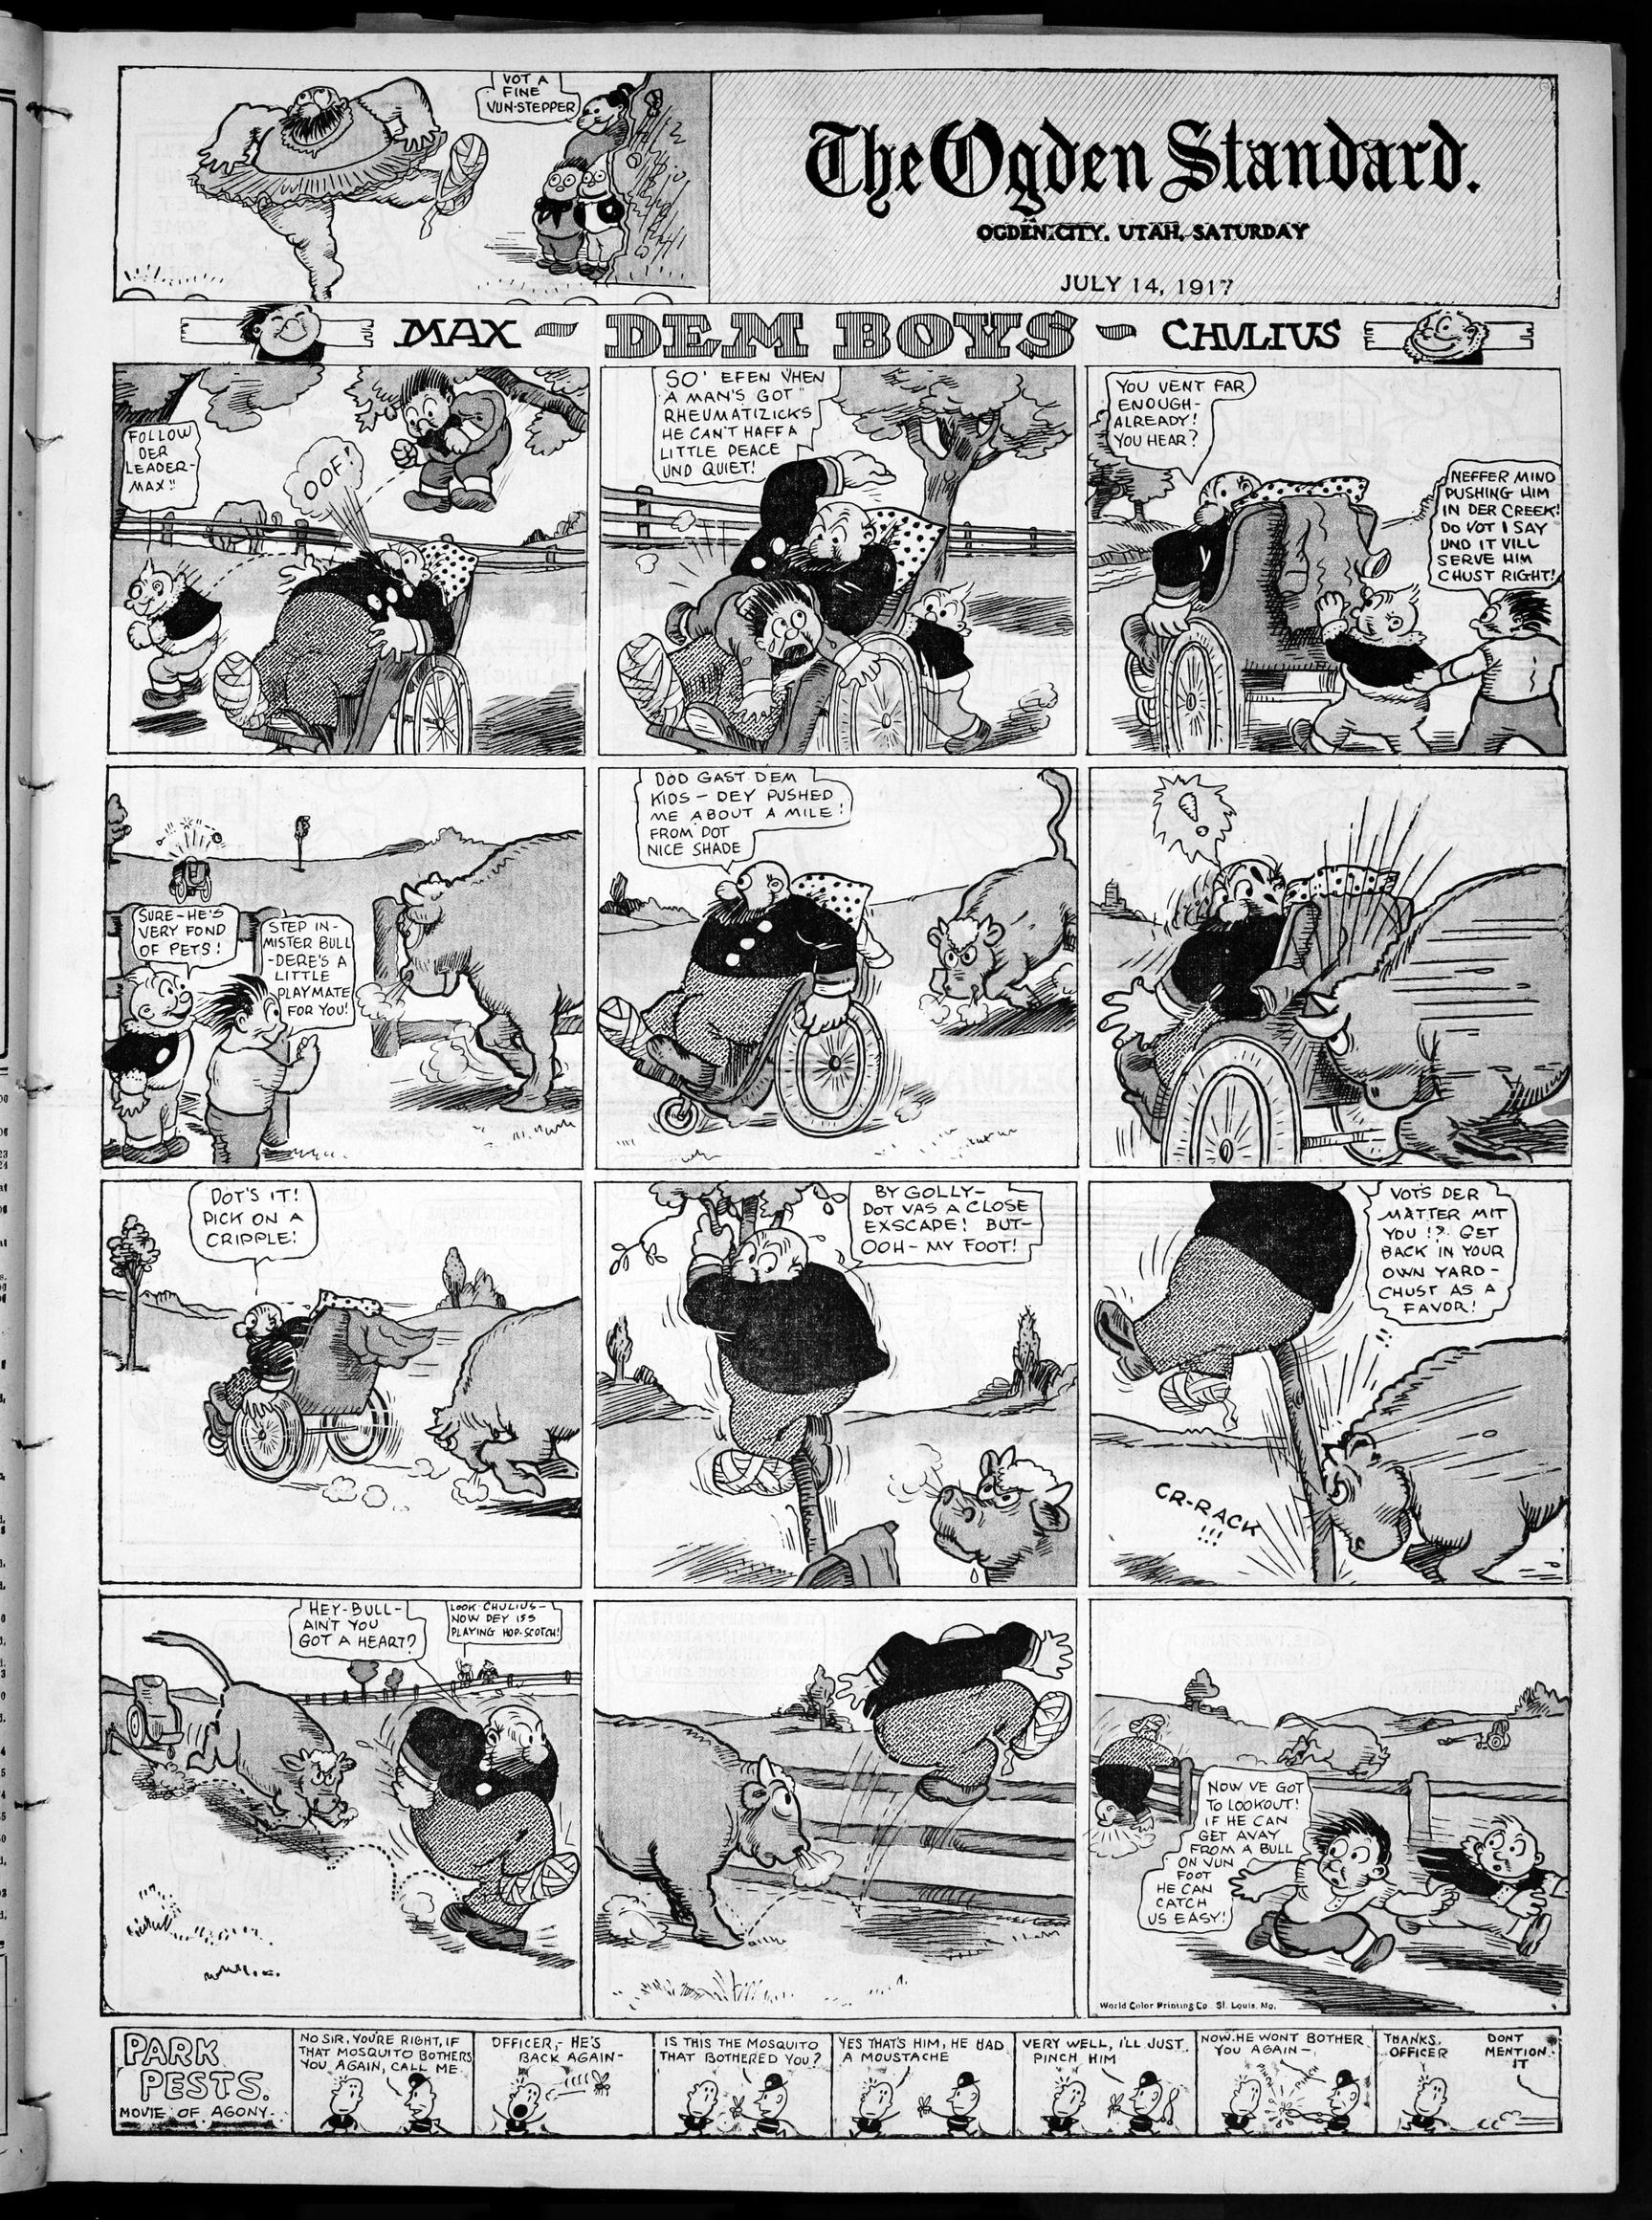 VOT A
FINE
VUN-STEPPER
The Ogden Standard.
OGDEN CITY, UTAH, SATURDAY
JULY 14, 1917
MAX - DEM BOYS - CHULIUS
FOLLOW
DER
LEADER-
MAX!!
OOF!
SO' EFEN VHEN
A MAN'S GOT
RHEUMATIZICKS
HE CAN'T HAFF A
LITTLE PEACE
UND QUIET!
YOU VENT FAR
ENOUGH-
ALREADY!
YOU HEAR?
NEFFER MIND
PUSHING HIM
IN DER CREEK!
DO VOT I SAY
UND IT VILL
SERVE HIM
CHUST RIGHT!
SURE-HE'S
VERY FOND
OF PETS!
STEP IN-
MISTER BULL
-DERE'S A
LITTLE
PLAYMATE
FOR YOU!
DOD GAST DEM
KIDS - DEY PUSHED
ME ABOUT A MILE!
FROM DOT
NICE SHADE
!
DOT'S IT!
PICK ON A
CRIPPLE!
BY GOLLY-
DOT VAS A CLOSE
EXSCAPE! BUT-
OOH- MY FOOT!
VOTS DER
MATTER MIT
YOU!? GET
BACK IN YOUR
OWN YARD-
CHUST AS A
FAVOR!
!!
CR-RACK
!!!
HEY-BULL-
AIN'T YOU
GOT A HEART?
LOOK CHULIUS-
NOW DEY ISS
PLAYING HOP-SCOTCH!
NOW VE GOT
TO LOOKOUT!
IF HE CAN
GET AVAY
FROM A BULL
ON VUN
FOOT
HE CAN
CATCH
US EASY!
World Color Printing Co. St. Louis, Mo.
PARK
PESTS.
MOVIE OF AGONY.
NO SIR, YOU'RE RIGHT, IF
THAT MOSQUITO BOTHERS
YOU AGAIN, CALL ME.
OFFICER,- HE'S
BACK AGAIN-
IS THIS THE MOSQUITO
THAT BOTHERED YOU?
YES THAT'S HIM, HE HAD
A MOUSTACHE
VERY WELL, I'LL JUST
PINCH HIM
NOW HE WONT BOTHER
YOU AGAIN-
PINCH
PINCH
THANKS,
OFFICER
DONT
MENTION
IT